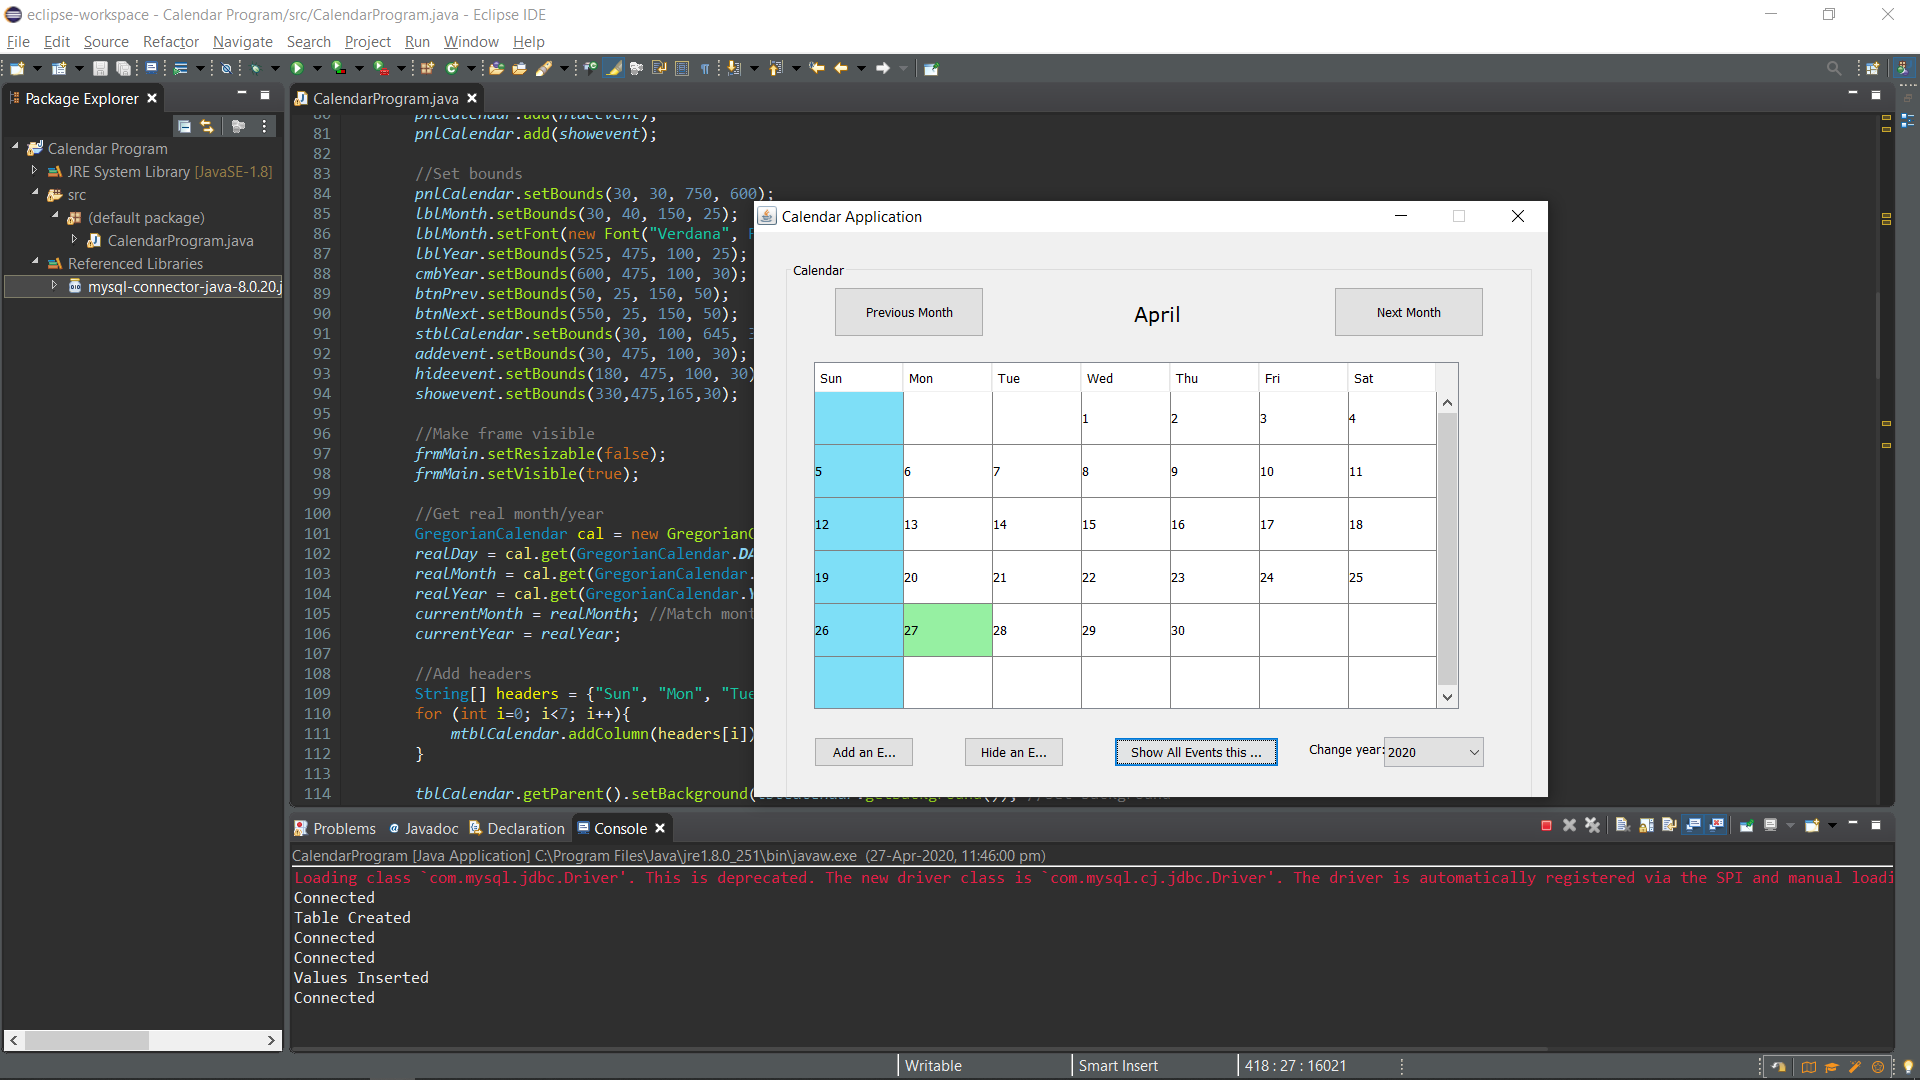 eclipse-workspace - Calendar Program/src/CalendarProgram.java - Eclipse IDE
File Edit Source Refactor Navigate Search Project Run Window Help
Package Explorer
Calendar Program
JRE System Library [JavaSE-1.8]
src
(default package)
CalendarProgram.java
Referenced Libraries
mysql-connector-java-8.0.20.j
CalendarProgram.java
81 pnlCalendar.add(showevent);
82
83 //Set bounds
84 pnlCalendar.setBounds(30, 30, 750, 600);
85 lblMonth.setBounds(30, 40, 150, 25);
86 lblMonth.setFont(new Font("Verdana",
87 lblYear.setBounds(525, 475, 100, 25);
88 cmbYear.setBounds(600, 475, 100, 30);
89 btnPrev.setBounds(50, 25, 150, 50);
90 btnNext.setBounds(550, 25, 150, 50);
91 stblCalendar.setBounds(30, 100, 645,
92 addevent.setBounds(30, 475, 100, 30);
93 hideevent.setBounds(180, 475, 100, 30)
94 showevent.setBounds(330,475,165,30);
95
96 //Make frame visible
97 frmMain.setResizable(false);
98 frmMain.setVisible(true);
99
100 //Get real month/year
101 GregorianCalendar cal = new GregorianC
102 realDay = cal.get(GregorianCalendar.DA
103 realMonth = cal.get(GregorianCalendar.
104 realYear = cal.get(GregorianCalendar.Y
105 currentMonth = realMonth; //Match mont
106 currentYear = realYear;
107
108 //Add headers
109 String[] headers = {"Sun", "Mon", "Tue
110 for (int i=0; i<7; i++){
111 mtblCalendar.addColumn(headers[i])
112 }
113
114 tblCalendar.getParent().setBackground(
Calendar Application
Calendar
Previous Month April Next Month
Sun Mon Tue Wed Thu Fri Sat
1 2 3 4
5 6 7 8 9 10 11
12 13 14 15 16 17 18
19 20 21 22 23 24 25
26 27 28 29 30
Add an E... Hide an E... Show All Events this ... Change year: 2020
Problems Javadoc Declaration Console
CalendarProgram [Java Application] C:\Program Files\Java\jre1.8.0_251\bin\javaw.exe (27-Apr-2020, 11:46:00 pm)
Loading class `com.mysql.jdbc.Driver'. This is deprecated. The new driver class is `com.mysql.cj.jdbc.Driver'. The driver is automatically registered via the SPI and manual loadi
Connected
Table Created
Connected
Connected
Values Inserted
Connected
Writable Smart Insert 418 : 27 : 16021